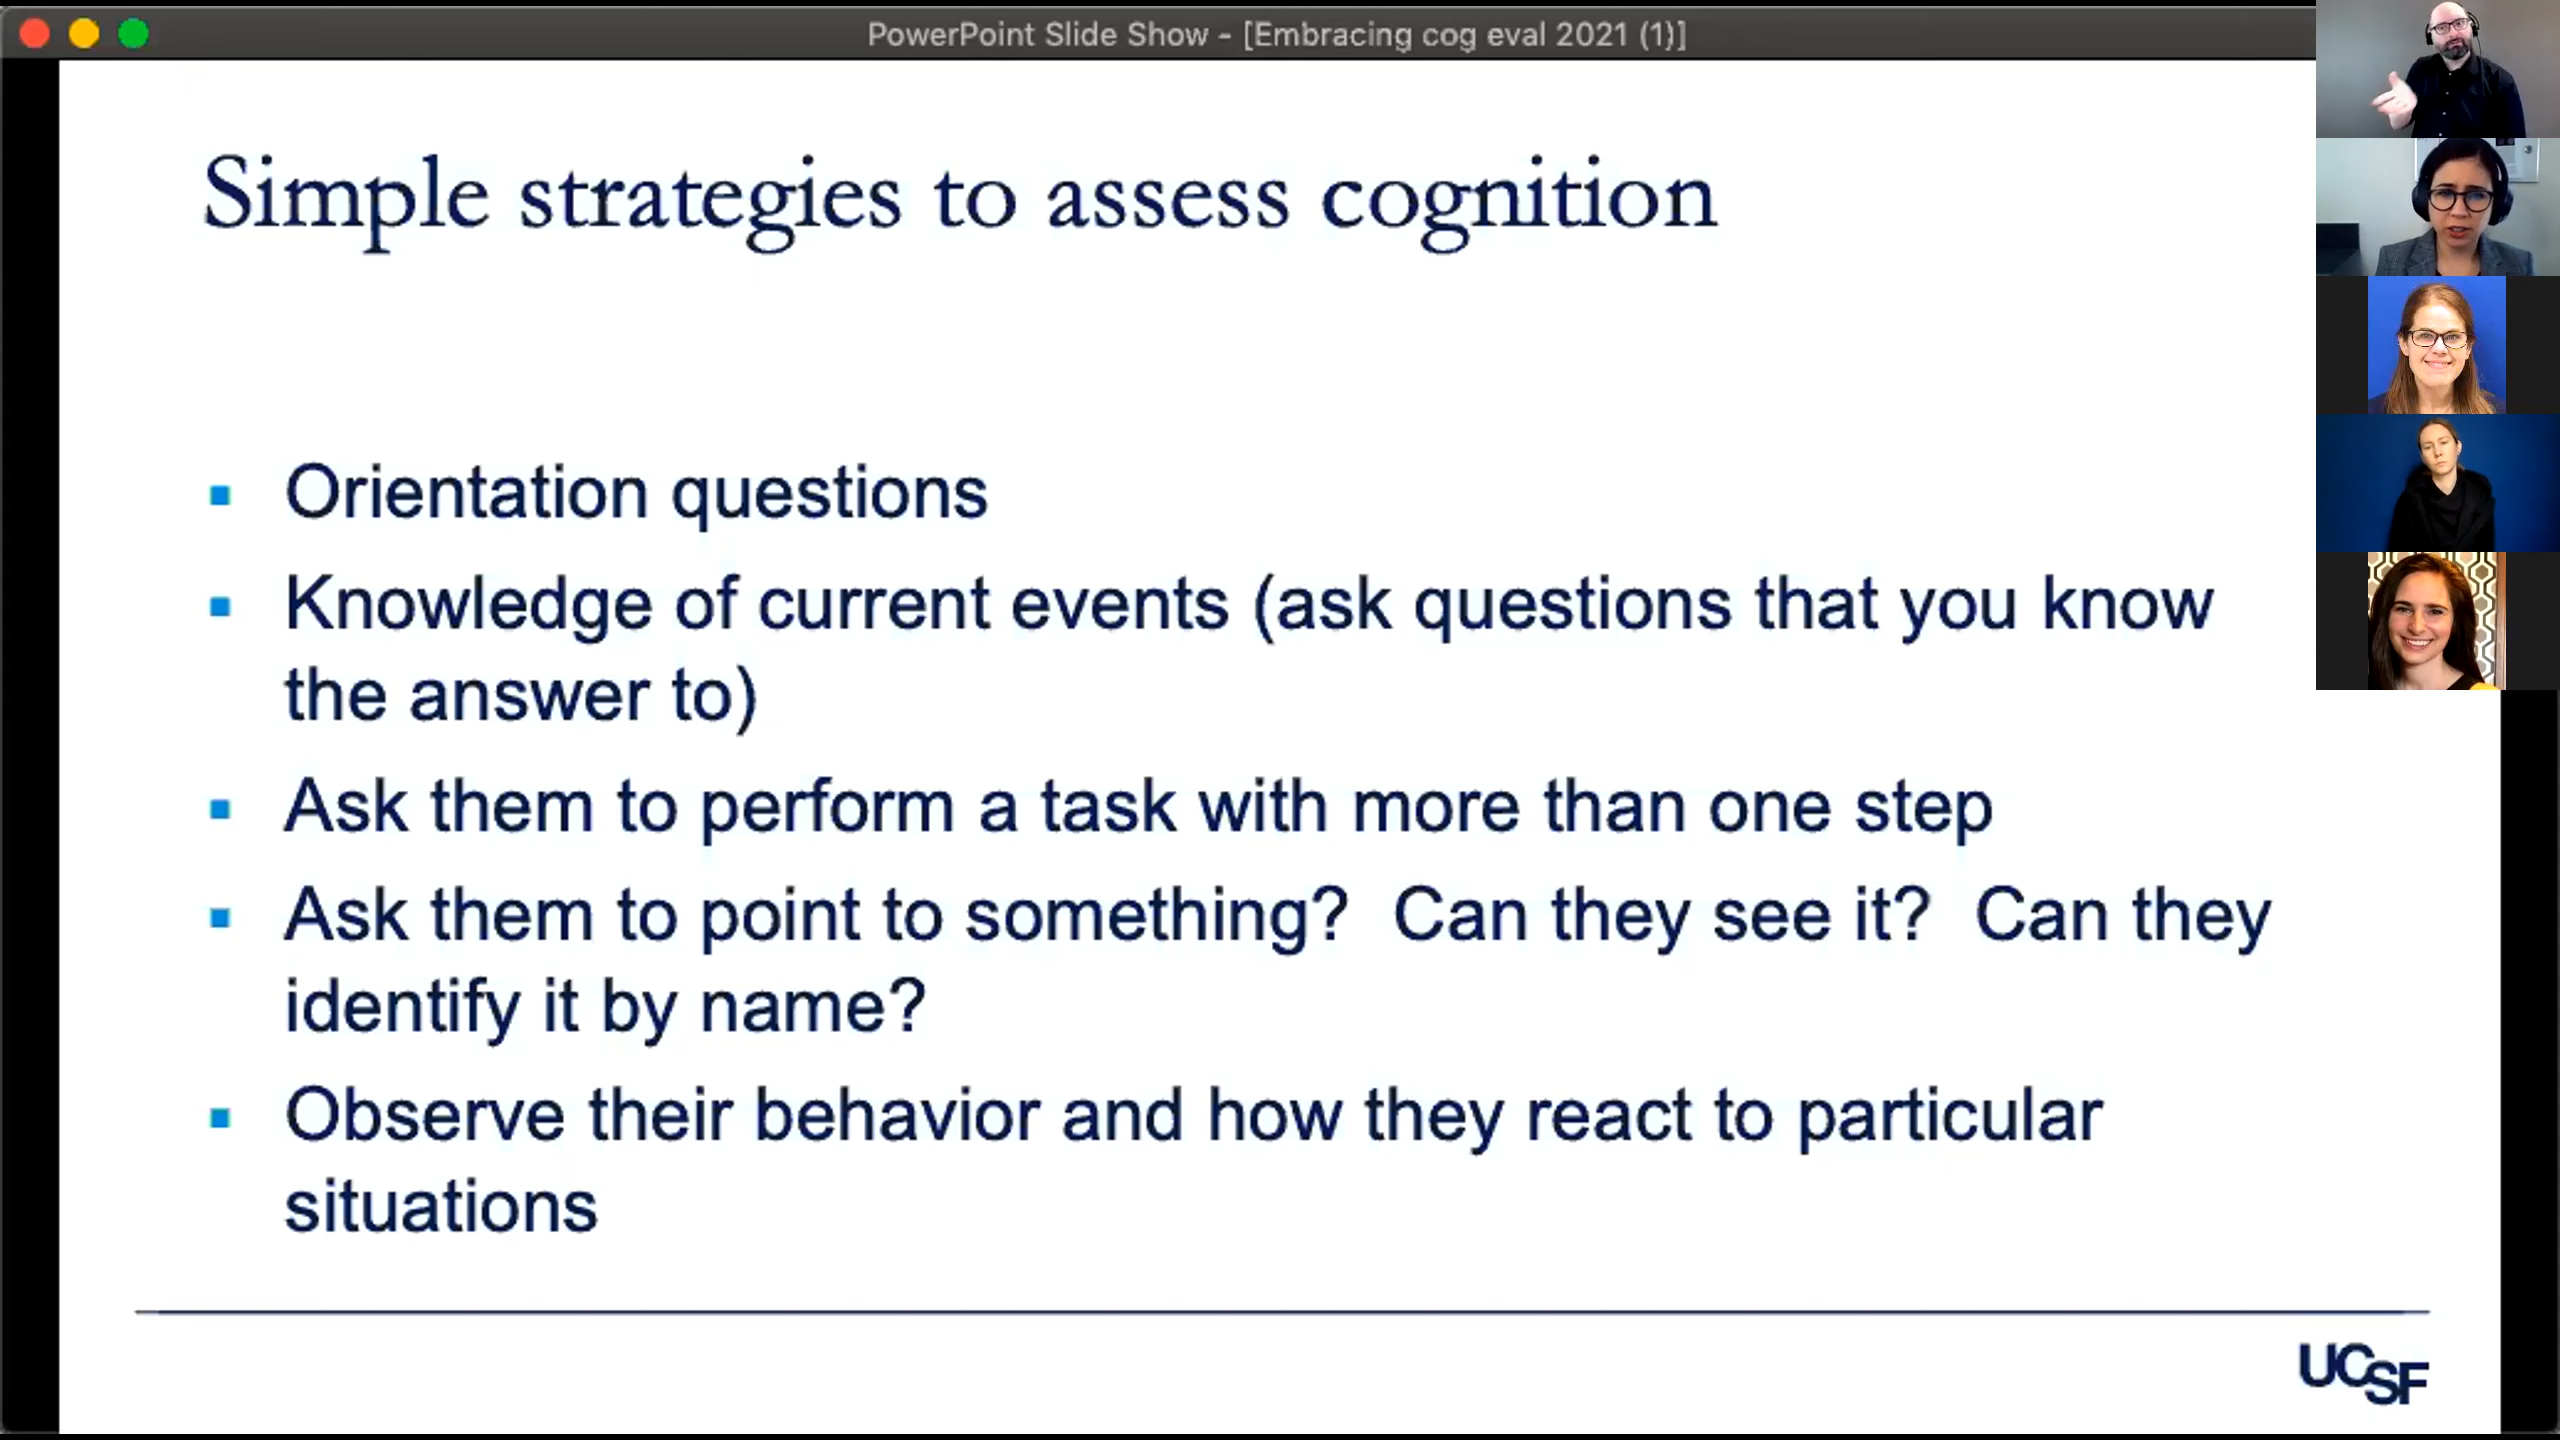 PowerPoint Slide Show - [Embracing cog eval 2021 (1)]
Simple strategies to assess cognition
▪ Orientation questions
▪ Knowledge of current events (ask questions that you know
the answer to)
▪ Ask them to perform a task with more than one step
▪ Ask them to point to something?  Can they see it?  Can they
identify it by name?
▪ Observe their behavior and how they react to particular
situations
UCSF